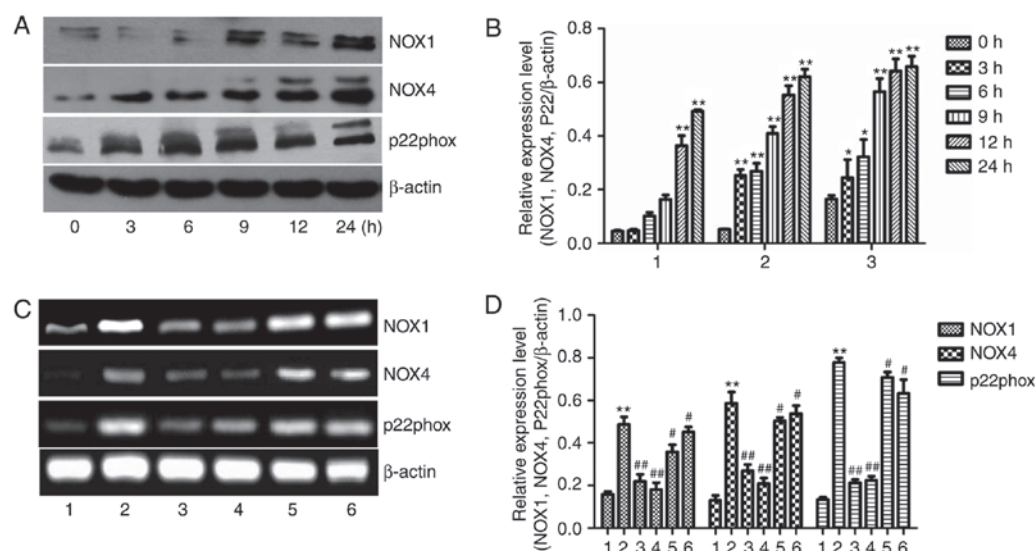 A
NOX1
NOX4
p22phox
β-actin
0 3 6 9 12 24 (h)
B
Relative expression level
(NOX1, NOX4, P22/β-actin)
0.8
0.6
0.4
0.2
0.0
** **
** ** ** ** **
* * ** ** **
1 2 3
0 h
3 h
6 h
9 h
12 h
24 h
C
NOX1
NOX4
p22phox
β-actin
1 2 3 4 5 6
D
Relative expression level
(NOX1, NOX4, P22phox/β-actin)
1.0
0.8
0.6
0.4
0.2
0.0
** ## ## # #
** ## ## # #
** ## ## # #
1 2 3 4 5 6 1 2 3 4 5 6 1 2 3 4 5 6
NOX1
NOX4
p22phox